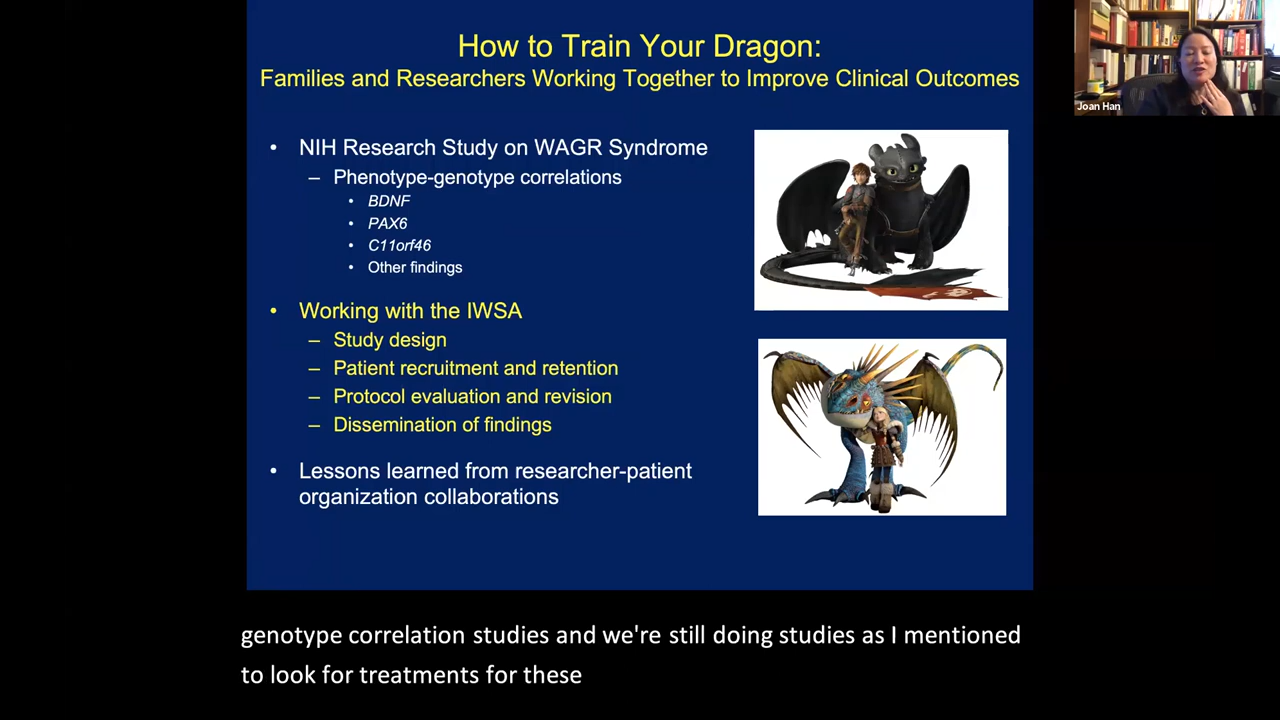 How to Train Your Dragon:
Families and Researchers Working Together to Improve Clinical Outcomes
• NIH Research Study on WAGR Syndrome
– Phenotype-genotype correlations
• BDNF
• PAX6
• C11orf46
• Other findings
• Working with the IWSA
– Study design
– Patient recruitment and retention
– Protocol evaluation and revision
– Dissemination of findings
• Lessons learned from researcher-patient
organization collaborations
Joan Han
genotype correlation studies and we're still doing studies as I mentioned
to look for treatments for these